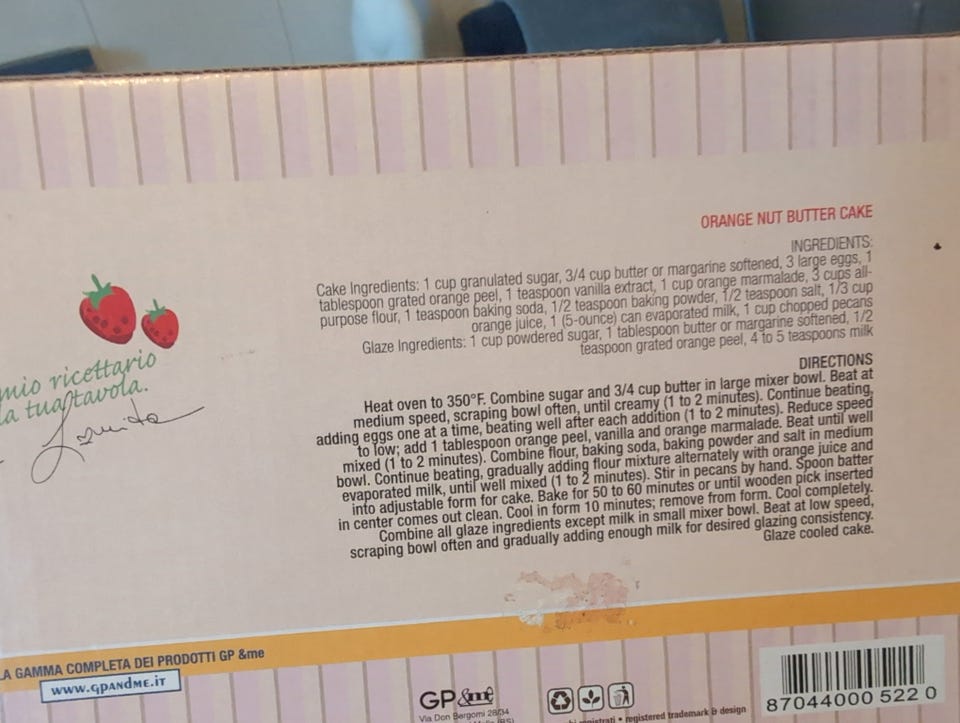 ORANGE NUT BUTTER CAKE
INGREDIENTS:
Cake Ingredients: 1 cup granulated sugar, 3/4 cup butter or margarine softened, 3 large eggs, 1
tablespoon grated orange peel, 1 teaspoon vanilla extract, 1 cup orange marmalade, 3 cups all-
purpose flour, 1 teaspoon baking soda, 1/2 teaspoon baking powder, 1/2 teaspoon salt, 1/3 cup
orange juice, 1 (5-ounce) can evaporated milk, 1 cup chopped pecans
Glaze Ingredients: 1 cup powdered sugar, 1 tablespoon butter or margarine softened, 1/2
teaspoon grated orange peel, 4 to 5 teaspoons milk
DIRECTIONS
Heat oven to 350°F. Combine sugar and 3/4 cup butter in large mixer bowl. Beat at
medium speed, scraping bowl often, until creamy (1 to 2 minutes). Continue beating,
adding eggs one at a time, beating well after each addition (1 to 2 minutes). Reduce speed
to low; add 1 tablespoon orange peel, vanilla and orange marmalade. Beat until well
mixed (1 to 2 minutes). Combine flour, baking soda, baking powder and salt in medium
bowl. Continue beating, gradually adding flour mixture alternately with orange juice and
evaporated milk, until well mixed (1 to 2 minutes). Stir in pecans by hand. Spoon batter
into adjustable form for cake. Bake for 50 to 60 minutes or until wooden pick inserted
in center comes out clean. Cool in form 10 minutes; remove from form. Cool completely.
Combine all glaze ingredients except milk in small mixer bowl. Beat at low speed,
scraping bowl often and gradually adding enough milk for desired glazing consistency.
Glaze cooled cake.
mio ricettario
la tua tavola.
LA GAMMA COMPLETA DEI PRODOTTI GP &me
www.GPANDME.IT
GP &me
Via Don Bergomi 28/34
registrati • registered trademark & design
87044000 522 0